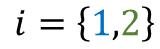 i = {1,2}